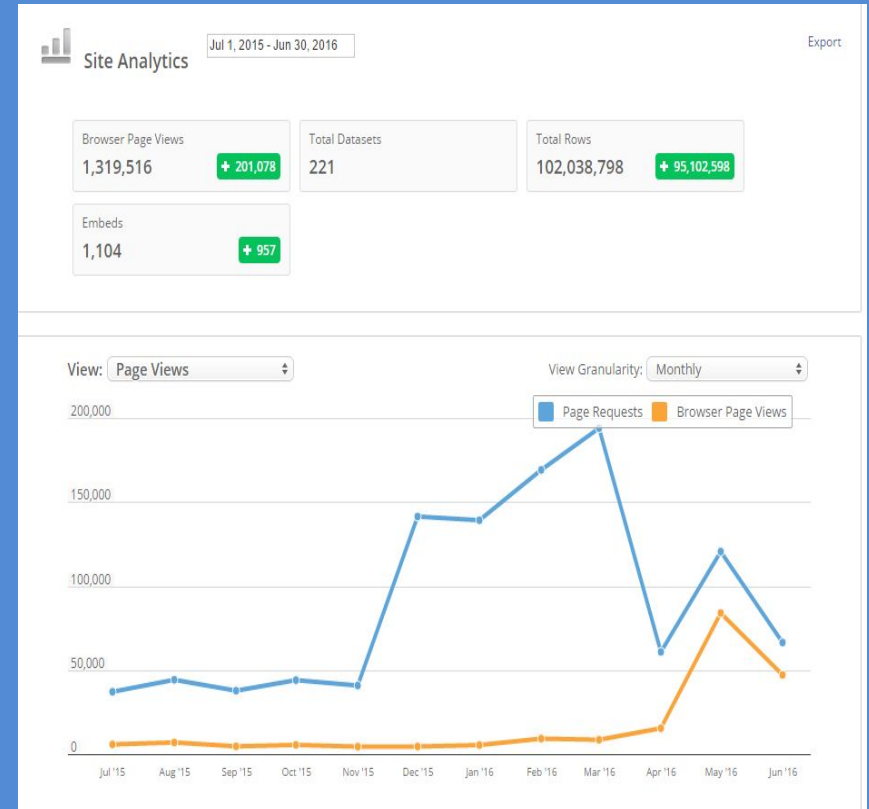 Site Analytics
Jul 1, 2015 - Jun 30, 2016
Export
Browser Page Views
1,319,516
+ 201,078
Total Datasets
221
Total Rows
102,038,798
+ 95,102,598
Embeds
1,104
+ 957
View: Page Views
View Granularity: Monthly
Page Requests Browser Page Views
200,000
150,000
100,000
50,000
0
Jul '15 Aug '15 Sep '15 Oct '15 Nov '15 Dec '15 Jan '16 Feb '16 Mar '16 Apr '16 May '16 Jun '16